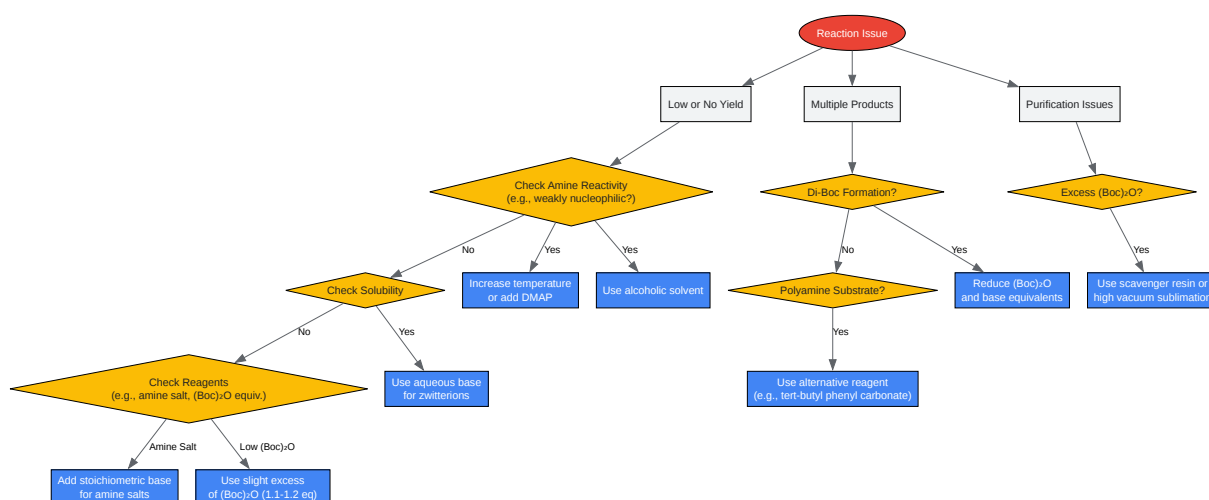 Reaction Issue
Low or No Yield
Multiple Products
Purification Issues
Check Amine Reactivity
(e.g., weakly nucleophilic?)
Di-Boc Formation?
Excess (Boc)₂O?
No
Yes
Yes
No
Yes
Yes
Check Solubility
Increase temperature
or add DMAP
Use alcoholic solvent
Polyamine Substrate?
Reduce (Boc)₂O
and base equivalents
Use scavenger resin or
high vacuum sublimation
No
Yes
Yes
Check Reagents
(e.g., amine salt, (Boc)₂O equiv.)
Use aqueous base
for zwitterions
Use alternative reagent
(e.g., tert-butyl phenyl carbonate)
Amine Salt
Low (Boc)₂O
Add stoichiometric base
for amine salts
Use slight excess
of (Boc)₂O (1.1-1.2 eq)